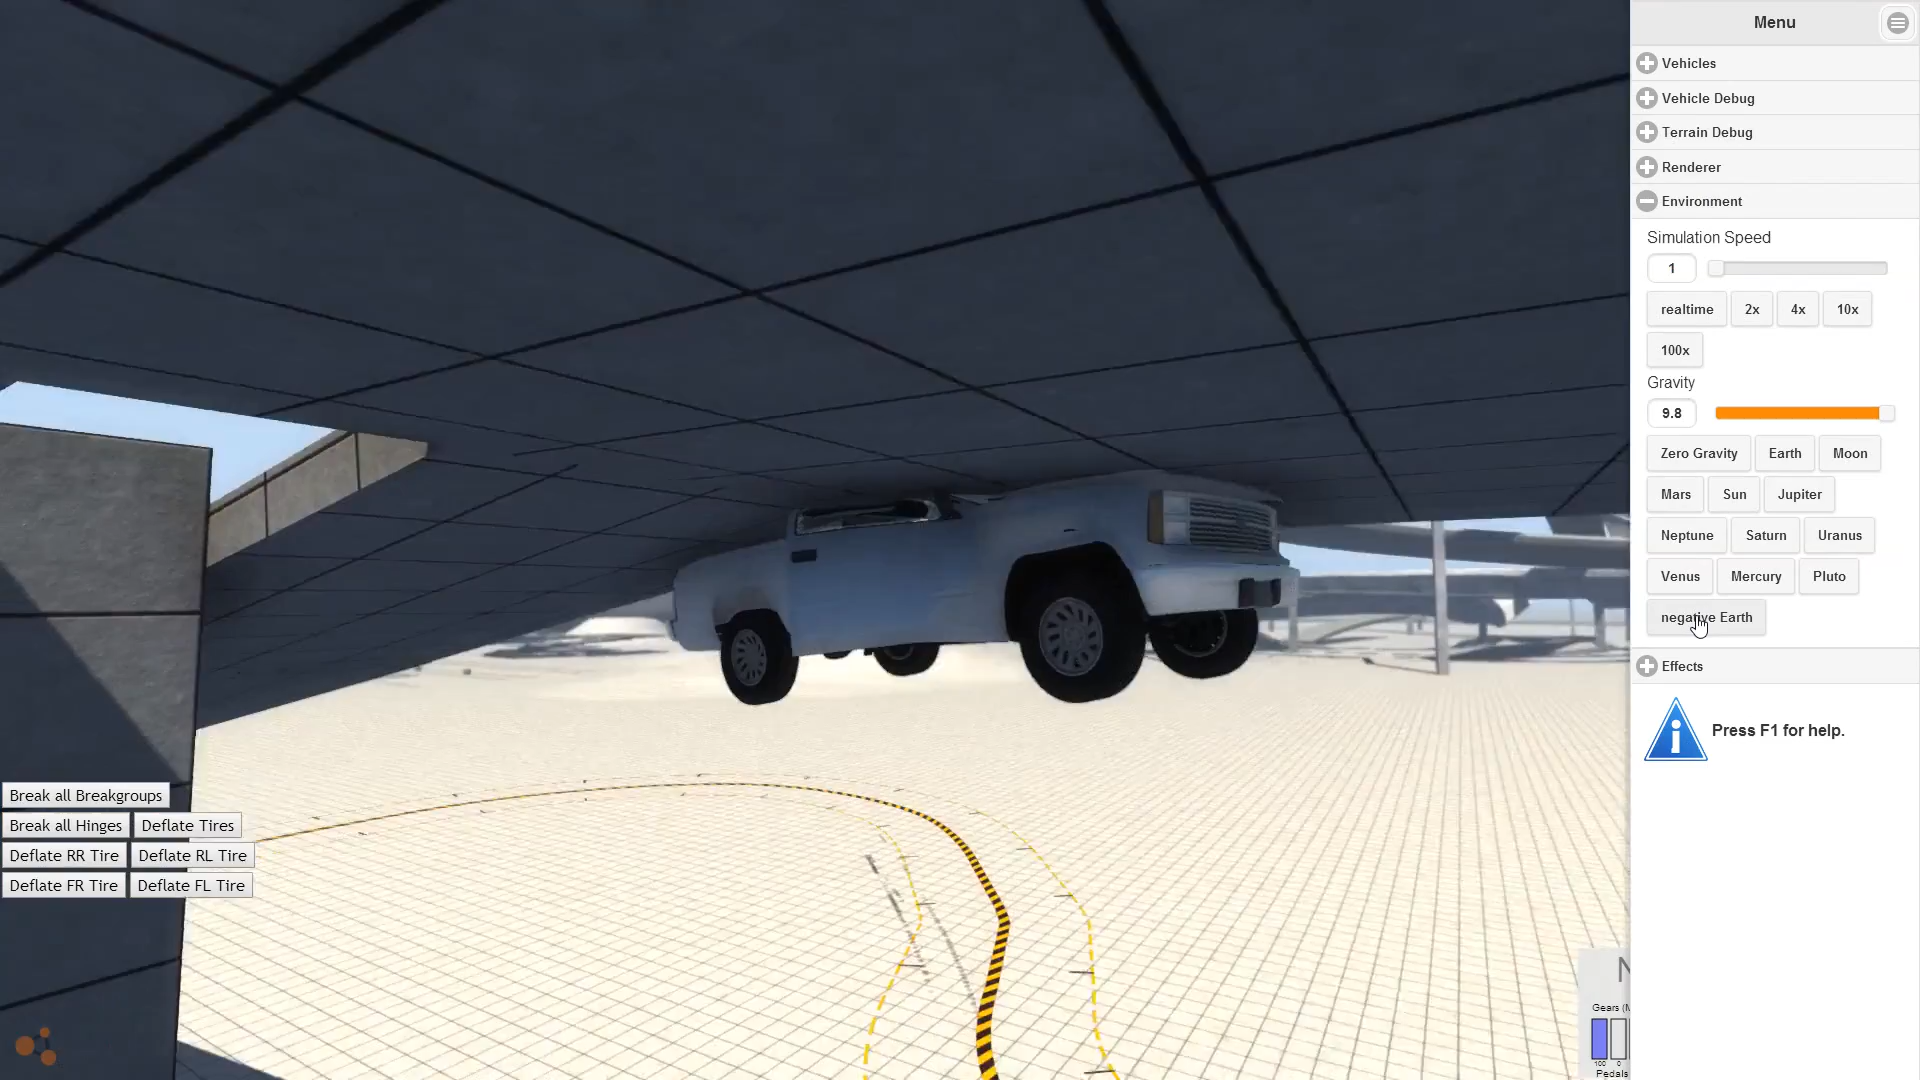 Menu
Vehicles
Vehicle Debug
Terrain Debug
Renderer
Environment
Simulation Speed
1
realtime 2x 4x 10x
100x
Gravity
9.8
Zero Gravity Earth Moon
Mars Sun Jupiter
Neptune Saturn Uranus
Venus Mercury Pluto
negative Earth
Effects
Press F1 for help.
Break all Breakgroups
Break all Hinges Deflate Tires
Deflate RR Tire Deflate RL Tire
Deflate FR Tire Deflate FL Tire
N
Gears (M
100 0
Pedals